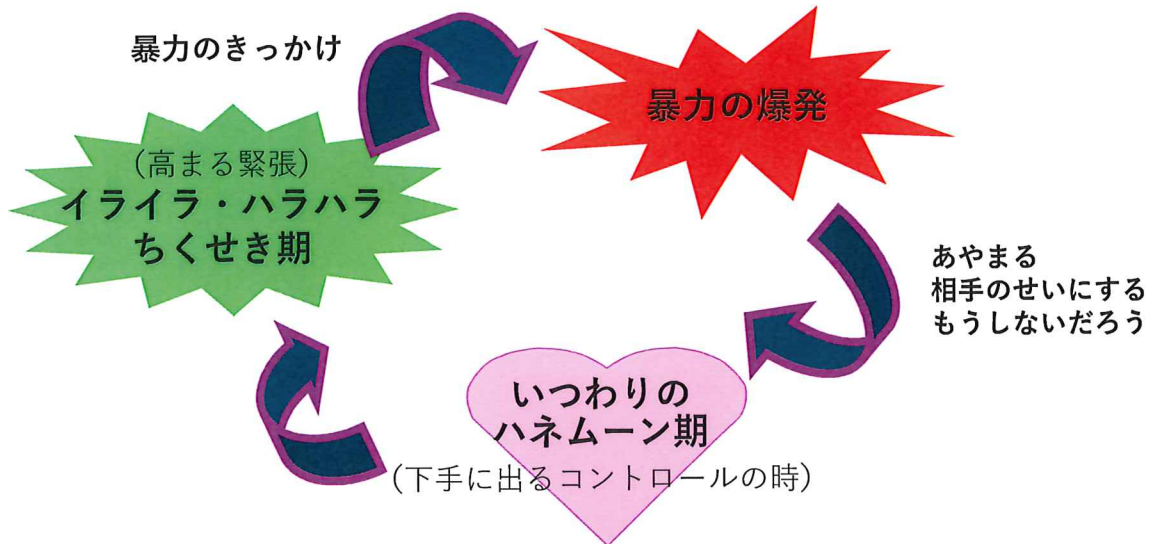 暴力のきっかけ
暴力の爆発
(高まる緊張)
イライラ・ハラハラ
ちくせき期
あやまる
相手のせいにする
もうしないだろう
いつわりの
ハネムーン期
(下手に出るコントロールの時)